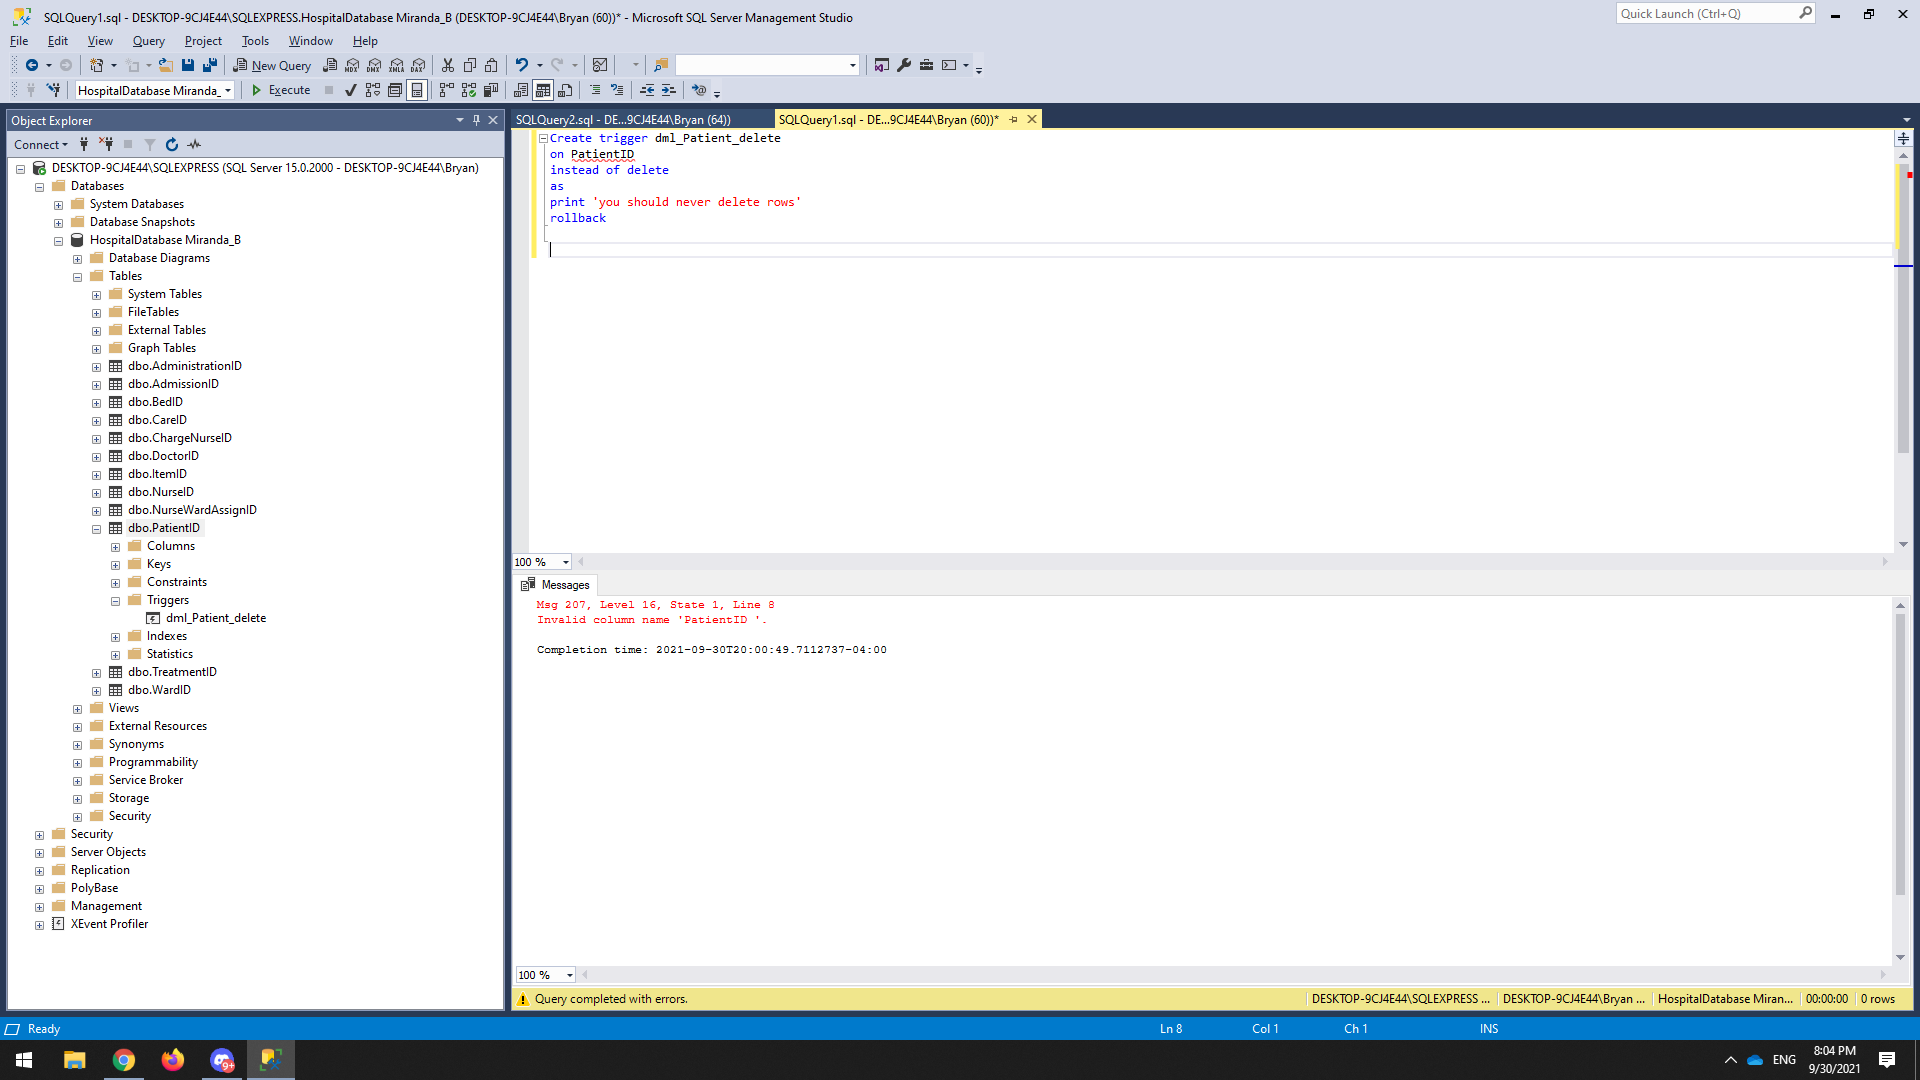 SQLQuery1.sql - DESKTOP-9CJ4E44\SQLEXPRESS.HospitalDatabase Miranda_B (DESKTOP-9CJ4E44\Bryan (60))* - Microsoft SQL Server Management Studio
Quick Launch (Ctrl+Q)
File Edit View Query Project Tools Window Help
New Query
MDX DMX XMLA DAX
HospitalDatabase Miranda_
Execute
Object Explorer
Connect
DESKTOP-9CJ4E44\SQLEXPRESS (SQL Server 15.0.2000 - DESKTOP-9CJ4E44\Bryan)
Databases
System Databases
Database Snapshots
HospitalDatabase Miranda_B
Database Diagrams
Tables
System Tables
FileTables
External Tables
Graph Tables
dbo.AdministrationID
dbo.AdmissionID
dbo.BedID
dbo.CareID
dbo.ChargeNurseID
dbo.DoctorID
dbo.ItemID
dbo.NurseID
dbo.NurseWardAssignID
dbo.PatientID
Columns
Keys
Constraints
Triggers
dml_Patient_delete
Indexes
Statistics
dbo.TreatmentID
dbo.WardID
Views
External Resources
Synonyms
Programmability
Service Broker
Storage
Security
Security
Server Objects
Replication
PolyBase
Management
XEvent Profiler
SQLQuery2.sql - DE...9CJ4E44\Bryan (64))
SQLQuery1.sql - DE...9CJ4E44\Bryan (60))*
Create trigger dml_Patient_delete
on PatientID
instead of delete
as
print 'you should never delete rows'
rollback
100 %
Messages
Msg 207, Level 16, State 1, Line 8
Invalid column name 'PatientID '.
Completion time: 2021-09-30T20:00:49.7112737-04:00
100 %
Query completed with errors.
DESKTOP-9CJ4E44\SQLEXPRESS ...
DESKTOP-9CJ4E44\Bryan ...
HospitalDatabase Miran...
00:00:00
0 rows
Ready
Ln 8
Col 1
Ch 1
INS
9+
ENG
8:04 PM
9/30/2021